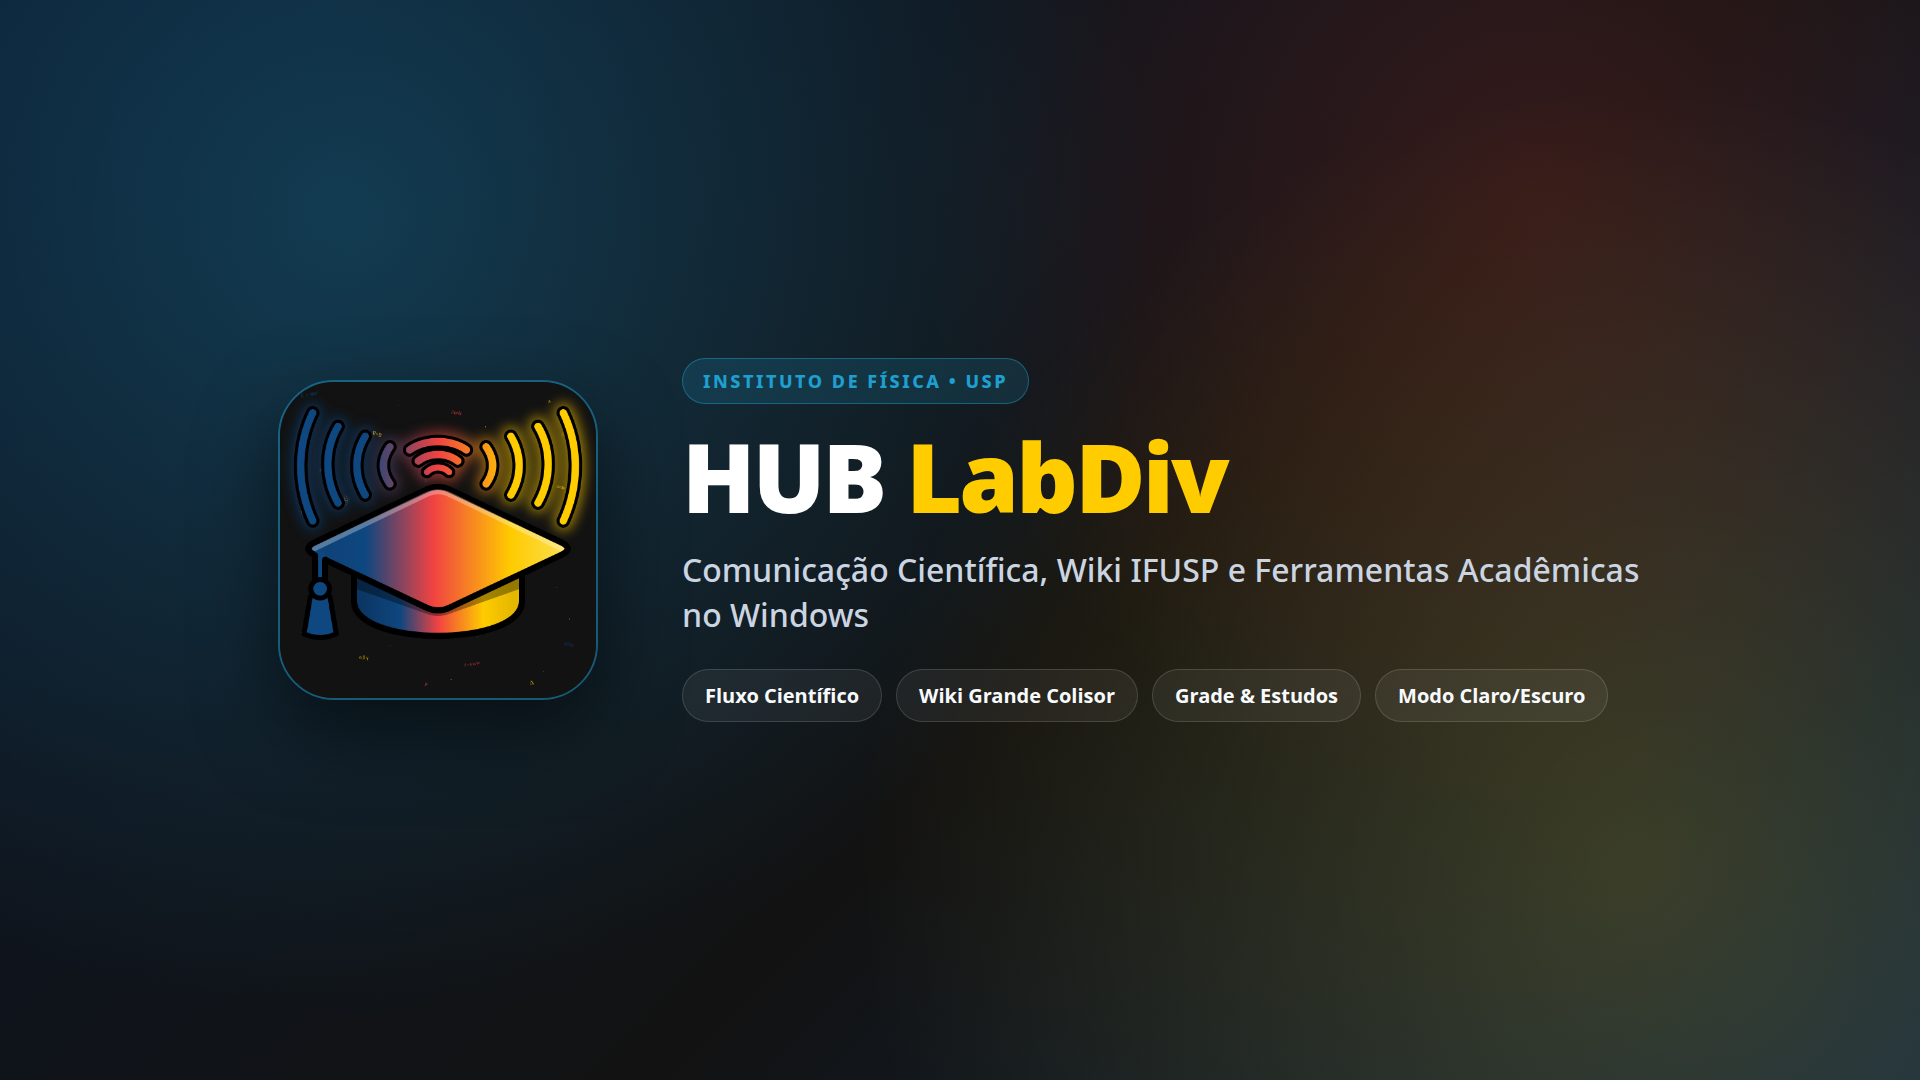 INSTITUTO DE FÍSICA • USP
HUB LabDiv
Comunicação Científica, Wiki IFUSP e Ferramentas Acadêmicas
no Windows
Fluxo Científico
Wiki Grande Colisor
Grade & Estudos
Modo Claro/Escuro